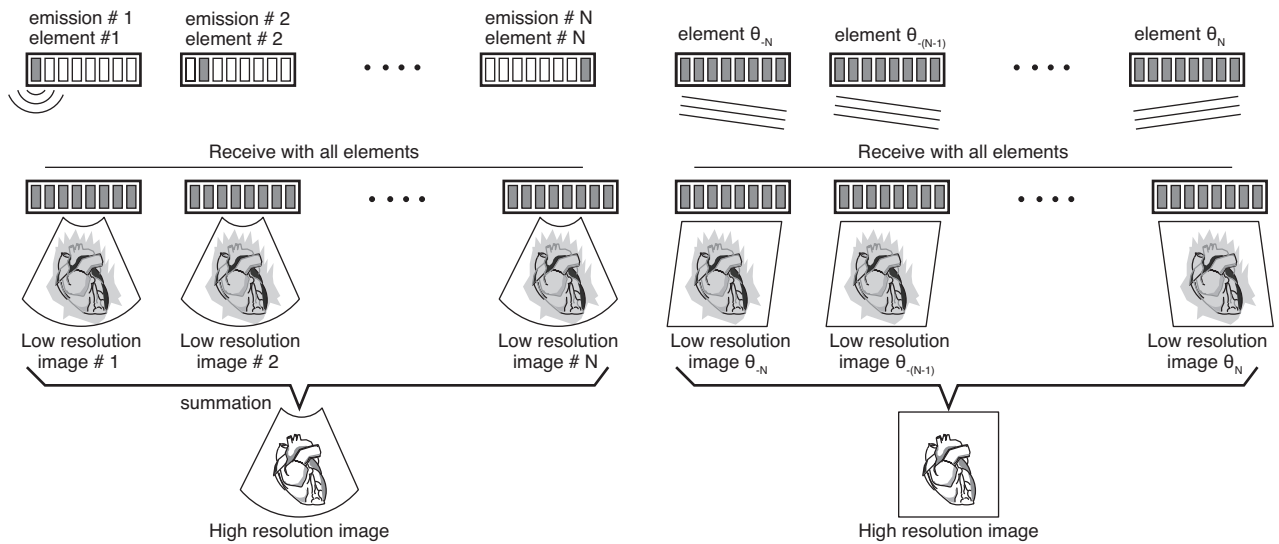 emission # 1
element #1
emission # 2
element # 2
emission # N
element # N
Receive with all elements
Low resolution
image # 1
Low resolution
image # 2
Low resolution
image # N
summation
High resolution image
element θ-N
element θ-(N-1)
element θN
Receive with all elements
Low resolution
image θ-N
Low resolution
image θ-(N-1)
Low resolution
image θN
High resolution image